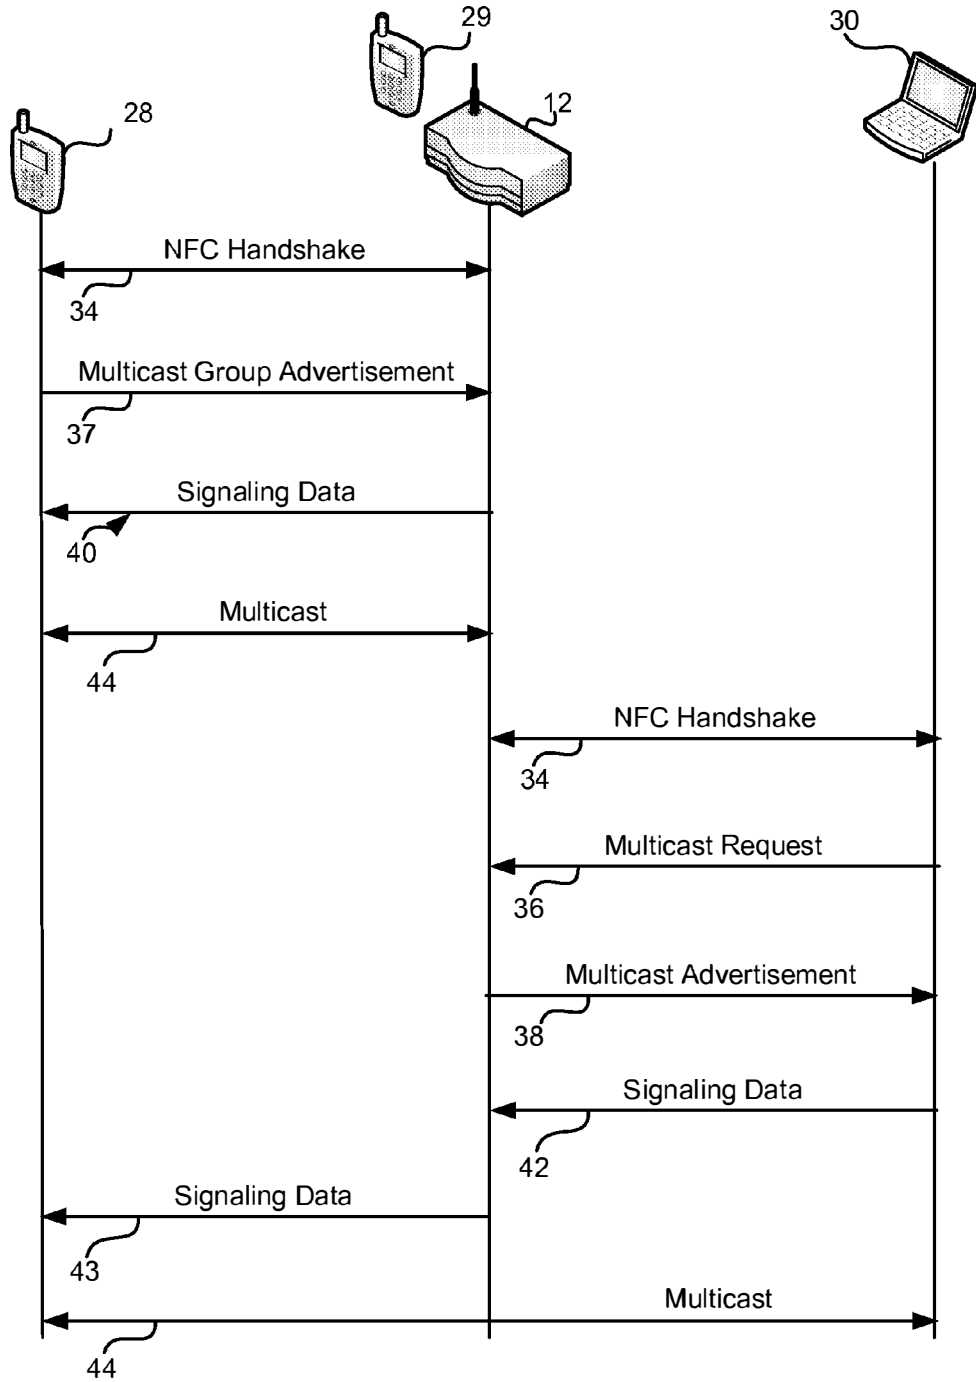 29
30
12
28
NFC Handshake
34
Multicast Group Advertisement
37
Signaling Data
40
Multicast
44
NFC Handshake
34
Multicast Request
36
Multicast Advertisement
38
Signaling Data
42
Signaling Data
43
Multicast
44